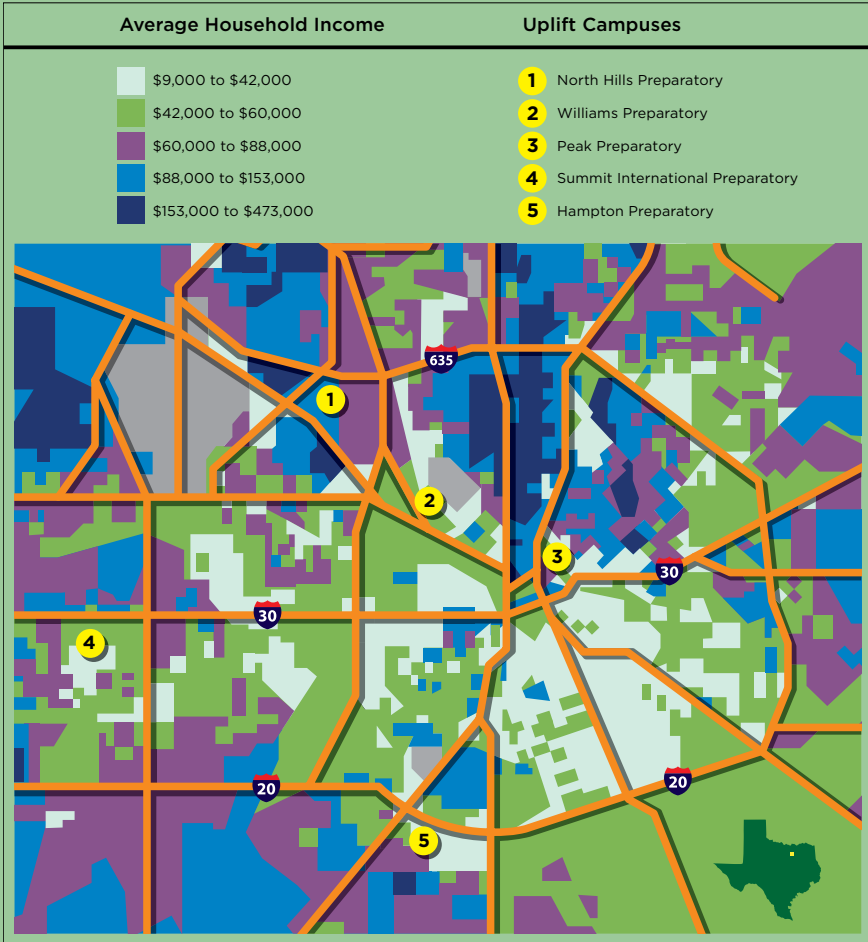 Average Household Income
Uplift Campuses
$9,000 to $42,000
$42,000 to $60,000
$60,000 to $88,000
$88,000 to $153,000
$153,000 to $473,000
1 North Hills Preparatory
2 Williams Preparatory
3 Peak Preparatory
4 Summit International Preparatory
5 Hampton Preparatory
635
1
2
3
30
30
4
20
20
5